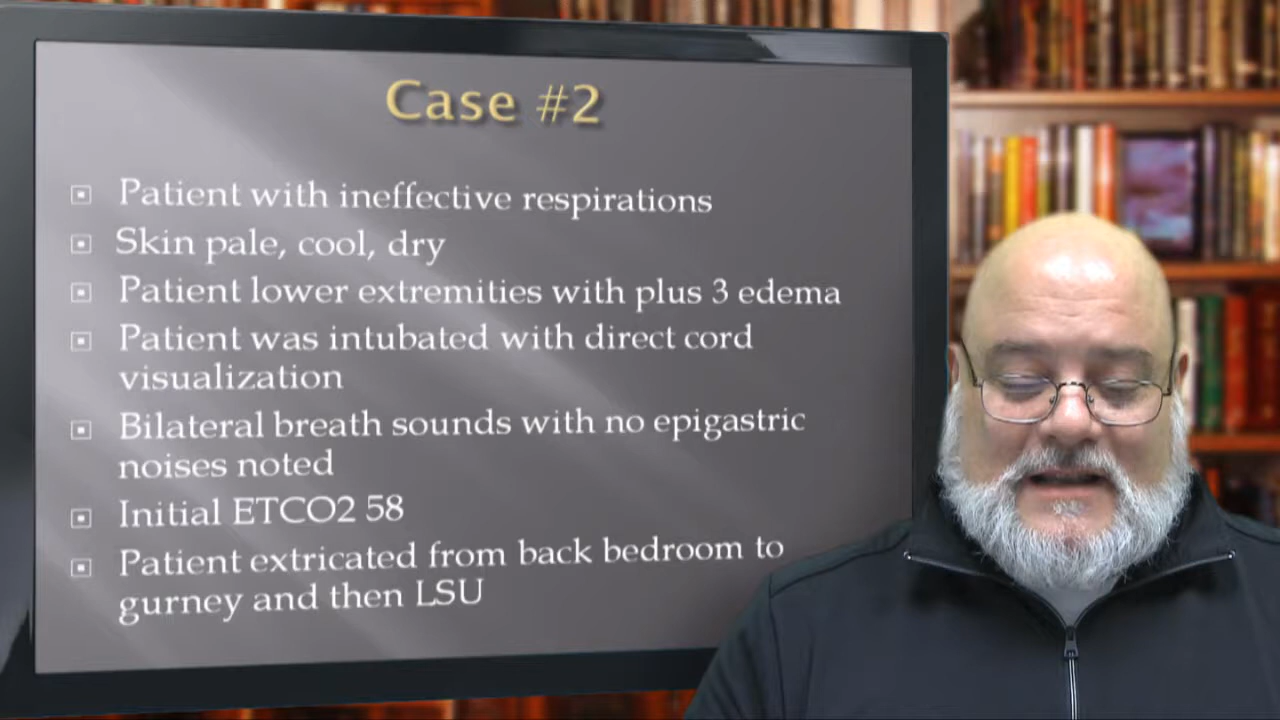 Case #2
Patient with ineffective respirations
Skin pale, cool, dry
Patient lower extremities with plus 3 edema
Patient was intubated with direct cord
visualization
Bilateral breath sounds with no epigastric
noises noted
Initial ETCO2 58
Patient extricated from back bedroom to
gurney and then LSU